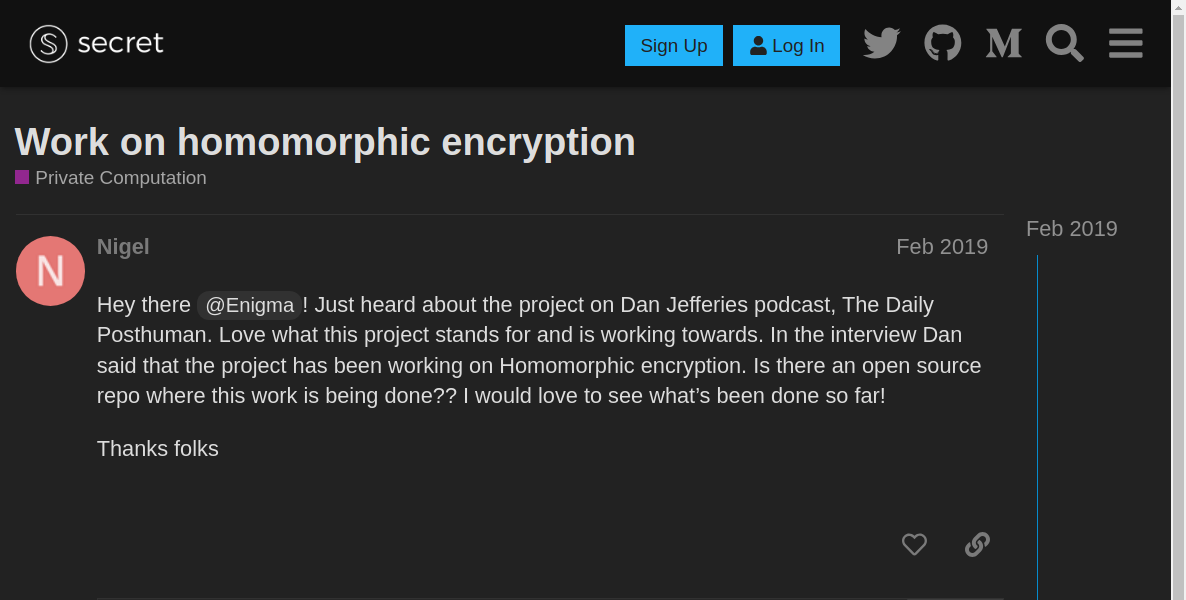 secret
Sign Up
Log In
Work on homomorphic encryption
Private Computation
Feb 2019
N
Nigel
Feb 2019
Hey there @Enigma! Just heard about the project on Dan Jefferies podcast, The Daily
Posthuman. Love what this project stands for and is working towards. In the interview Dan
said that the project has been working on Homomorphic encryption. Is there an open source
repo where this work is being done?? I would love to see what’s been done so far!
Thanks folks